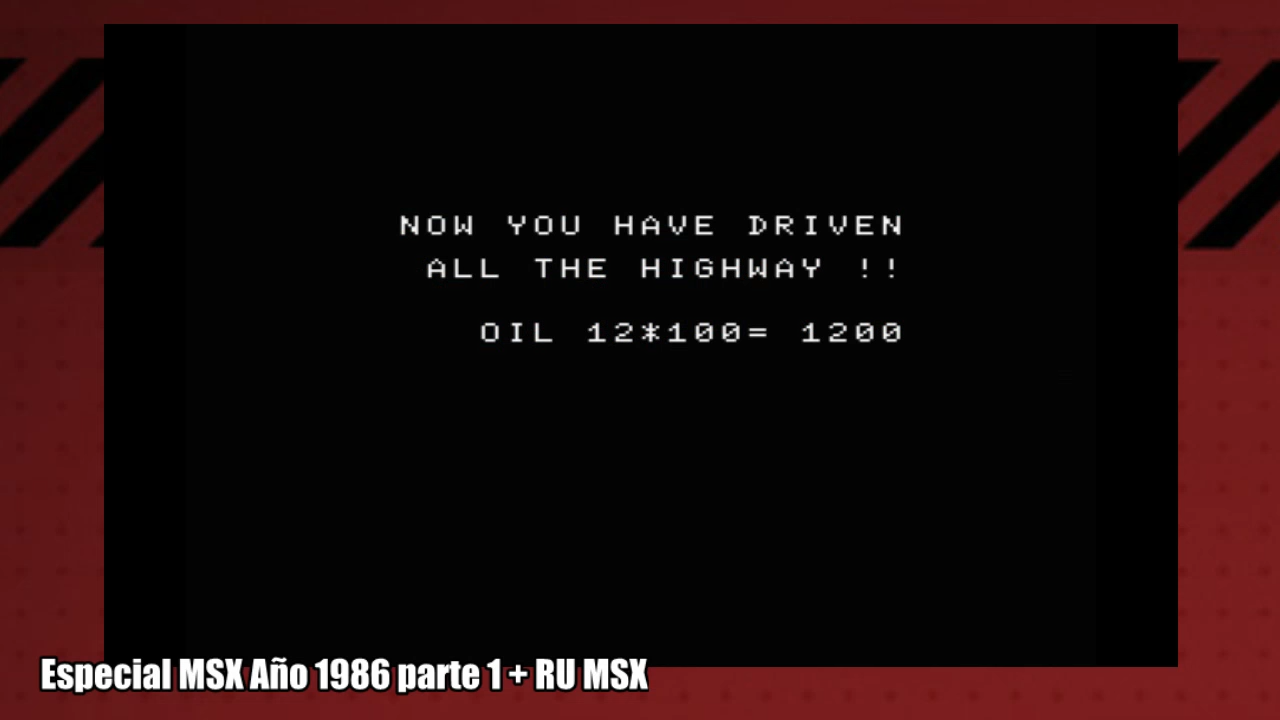 NOW YOU HAVE DRIVEN
ALL THE HIGHWAY !!
OIL 12*100= 1200
Especial MSX Año 1986 parte 1 + RU MSX